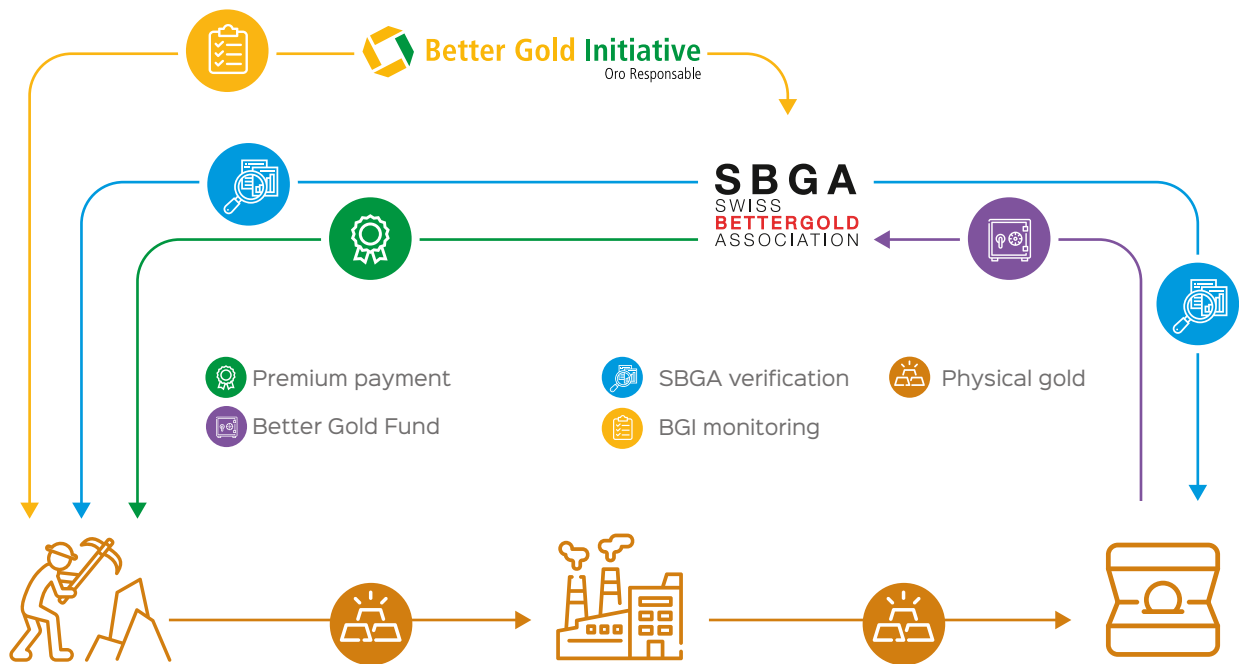 Better Gold Initiative
Oro Responsable
SBGA
SWISS
BETTERGOLD
ASSOCIATION
Premium payment
SBGA verification
Physical gold
Better Gold Fund
BGI monitoring